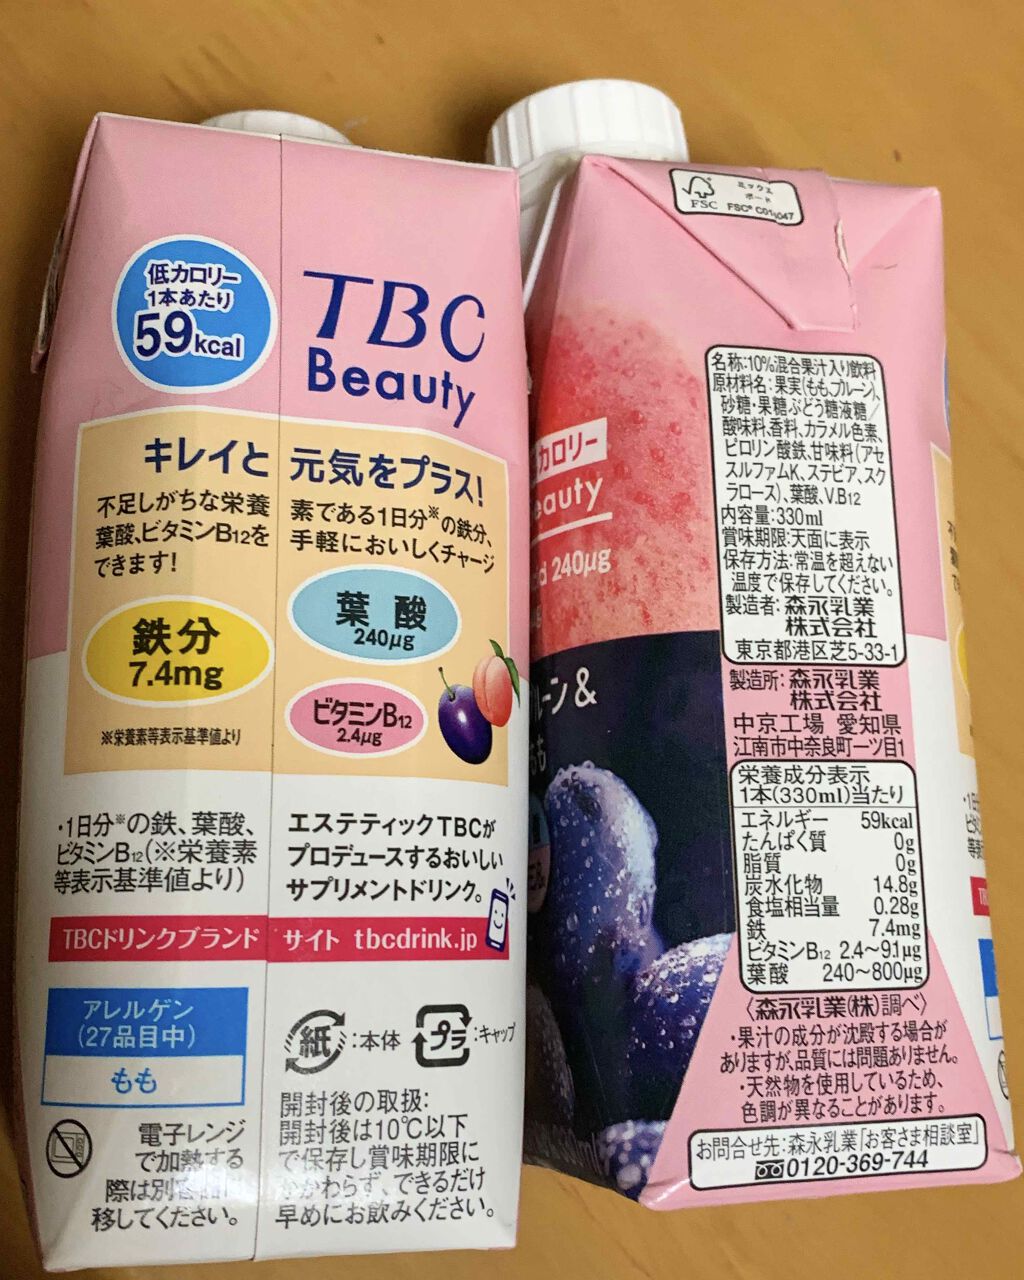 低カロリー
1本あたり
59kcal
TBC
Beauty
キレイと 元気をプラス!
不足しがちな栄養
素である1日分※の鉄分、
葉酸、ビタミンB12を
手軽においしくチャージ
できます!
鉄分
7.4mg
葉酸
240μg
ビタミンB12
2.4μg
※栄養素等表示基準値より
・1日分※の鉄、葉酸、
ビタミンB12(※栄養素
等表示基準値より)
エステティックTBCが
プロデュースするおいしい
サプリメントドリンク。
TBCドリンクブランド サイト tbcdrink.jp
アレルゲン
(27品目中)
もも
紙:本体 プラ:キャップ
電子レンジ
で加熱する
際は別容器に
移してください。
開封後の取扱:
開封後は10℃以下
で保存し賞味期限に
かかわらず、できるだけ
早めにお飲みください。
FSC
ミックス
ボード
FSC® C01
カロリー
eauty
240μg
ーン&
名称:10%混合果汁入り飲料
原材料名:果実(もも、プルーン)、
砂糖・果糖ぶどう糖液糖/
酸味料、香料、カラメル色素、
ピロリン酸鉄、甘味料(アセ
スルファムK、ステビア、スク
ラロース)、葉酸、V.B12
内容量:330ml
賞味期限:天面に表示
保存方法:常温を超えない
温度で保存してください。
製造者:森永乳業
株式会社
東京都港区芝5-33-1
製造所:森永乳業
株式会社
中京工場 愛知県
江南市中奈良町一ツ目1
栄養成分表示
1本(330ml)当たり
エネルギー 59kcal
たんぱく質 0g
脂質 0g
炭水化物 14.8g
食塩相当量 0.28g
鉄 7.4mg
ビタミンB12 2.4〜9.1μg
葉酸 240〜800μg
〈森永乳業(株)調べ〉
・果汁の成分が沈殿する場合が
ありますが、品質には問題ありません。
・天然物を使用しているため、
色調が異なることがあります。
お問合せ先:森永乳業「お客さま相談室」
0120-369-744